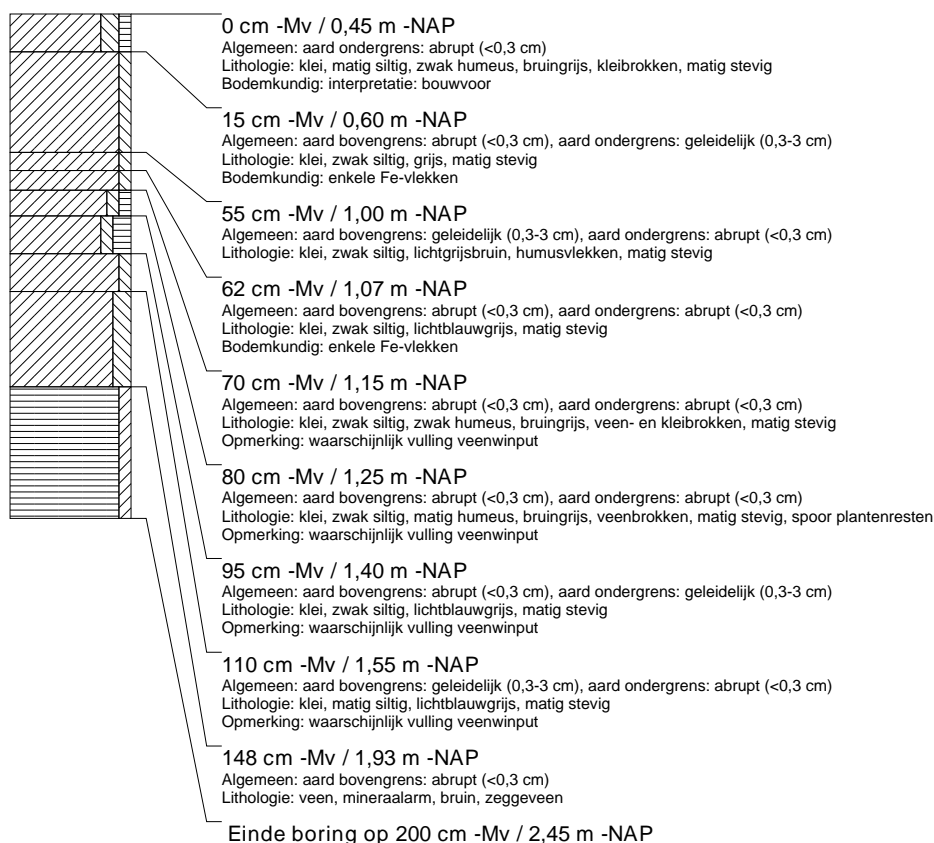 0 cm -Mv / 0,45 m -NAP
Algemeen: aard ondergrens: abrupt (<0,3 cm)
Lithologie: klei, matig siltig, zwak humeus, bruingrijs, kleibrokken, matig stevig
Bodemkundig: interpretatie: bouwvoor
15 cm -Mv / 0,60 m -NAP
Algemeen: aard bovengrens: abrupt (<0,3 cm), aard ondergrens: geleidelijk (0,3-3 cm)
Lithologie: klei, zwak siltig, grijs, matig stevig
Bodemkundig: enkele Fe-vlekken
55 cm -Mv / 1,00 m -NAP
Algemeen: aard bovengrens: geleidelijk (0,3-3 cm), aard ondergrens: abrupt (<0,3 cm)
Lithologie: klei, zwak siltig, lichtgrijsbruin, humusvlekken, matig stevig
62 cm -Mv / 1,07 m -NAP
Algemeen: aard bovengrens: abrupt (<0,3 cm), aard ondergrens: abrupt (<0,3 cm)
Lithologie: klei, zwak siltig, lichtblauwgrijs, matig stevig
Bodemkundig: enkele Fe-vlekken
70 cm -Mv / 1,15 m -NAP
Algemeen: aard bovengrens: abrupt (<0,3 cm), aard ondergrens: abrupt (<0,3 cm)
Lithologie: klei, zwak siltig, zwak humeus, bruingrijs, veen- en kleibrokken, matig stevig
Opmerking: waarschijnlijk vulling veenwinput
80 cm -Mv / 1,25 m -NAP
Algemeen: aard bovengrens: abrupt (<0,3 cm), aard ondergrens: abrupt (<0,3 cm)
Lithologie: klei, zwak siltig, matig humeus, bruingrijs, veenbrokken, matig stevig, spoor plantenresten
Opmerking: waarschijnlijk vulling veenwinput
95 cm -Mv / 1,40 m -NAP
Algemeen: aard bovengrens: abrupt (<0,3 cm), aard ondergrens: geleidelijk (0,3-3 cm)
Lithologie: klei, zwak siltig, lichtblauwgrijs, matig stevig
Opmerking: waarschijnlijk vulling veenwinput
110 cm -Mv / 1,55 m -NAP
Algemeen: aard bovengrens: geleidelijk (0,3-3 cm), aard ondergrens: abrupt (<0,3 cm)
Lithologie: klei, matig siltig, lichtblauwgrijs, matig stevig
Opmerking: waarschijnlijk vulling veenwinput
148 cm -Mv / 1,93 m -NAP
Algemeen: aard bovengrens: abrupt (<0,3 cm)
Lithologie: veen, mineraalarm, bruin, zeggeveen
Einde boring op 200 cm -Mv / 2,45 m -NAP